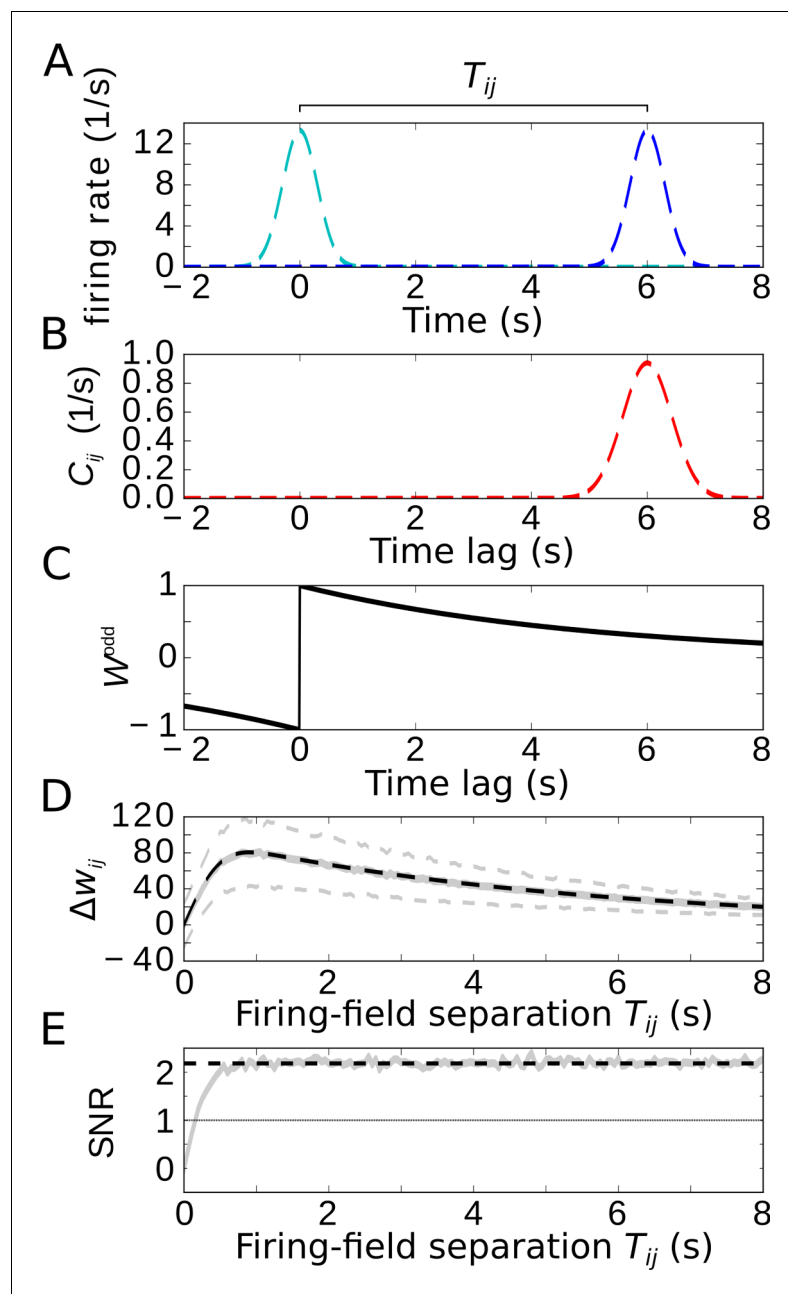 A
T_ij
firing rate (1/s)
12
8
4
0
−2 0 2 4 6 8
Time (s)
B
C_ij (1/s)
1.0
0.8
0.6
0.4
0.2
0.0
−2 0 2 4 6 8
Time lag (s)
C
W^odd
1
0
−1
−2 0 2 4 6 8
Time lag (s)
D
Δw_ij
120
80
40
0
−40
0 2 4 6 8
Firing-field separation T_ij (s)
E
SNR
2
1
0
0 2 4 6 8
Firing-field separation T_ij (s)